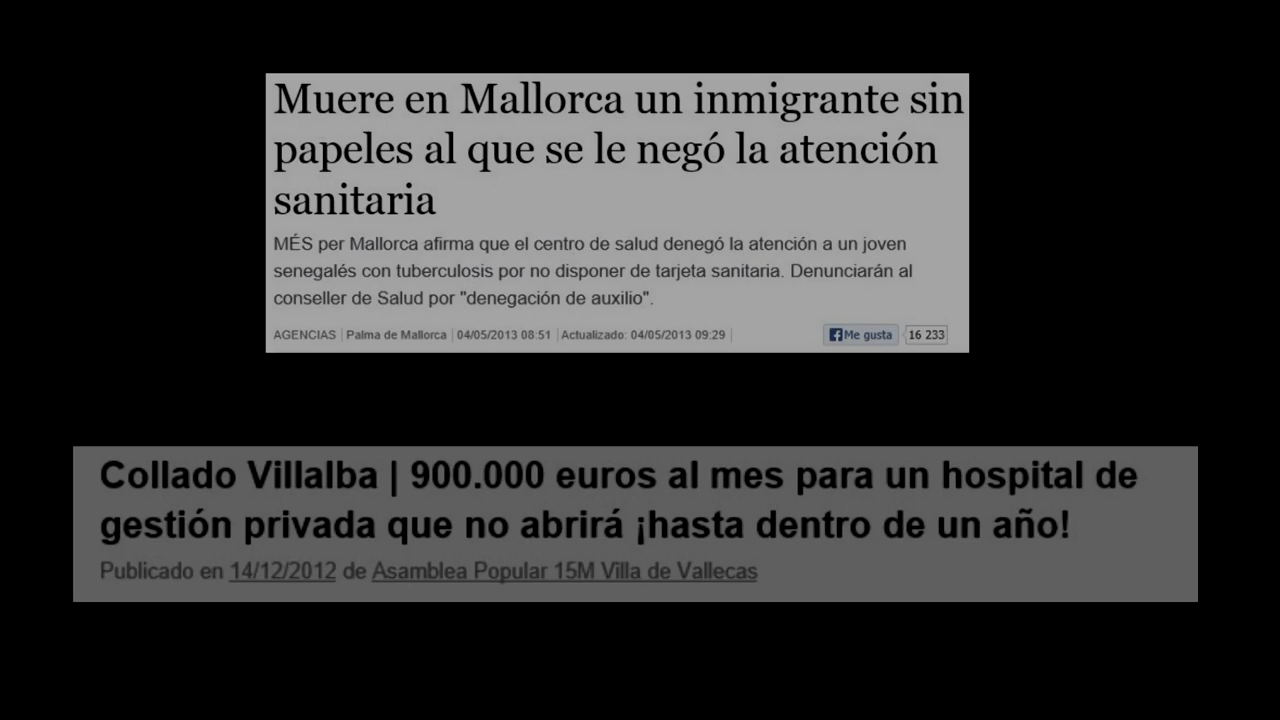 Muere en Mallorca un inmigrante sin
papeles al que se le negó la atención
sanitaria
MÉS per Mallorca afirma que el centro de salud denegó la atención a un joven
senegalés con tuberculosis por no disponer de tarjeta sanitaria. Denunciarán al
conseller de Salud por "denegación de auxilio".
AGENCIAS | Palma de Mallorca | 04/05/2013 08:51 | Actualizado: 04/05/2013 09:29 | Me gusta 16 233
Collado Villalba | 900.000 euros al mes para un hospital de
gestión privada que no abrirá ¡hasta dentro de un año!
Publicado en 14/12/2012 de Asamblea Popular 15M Villa de Vallecas